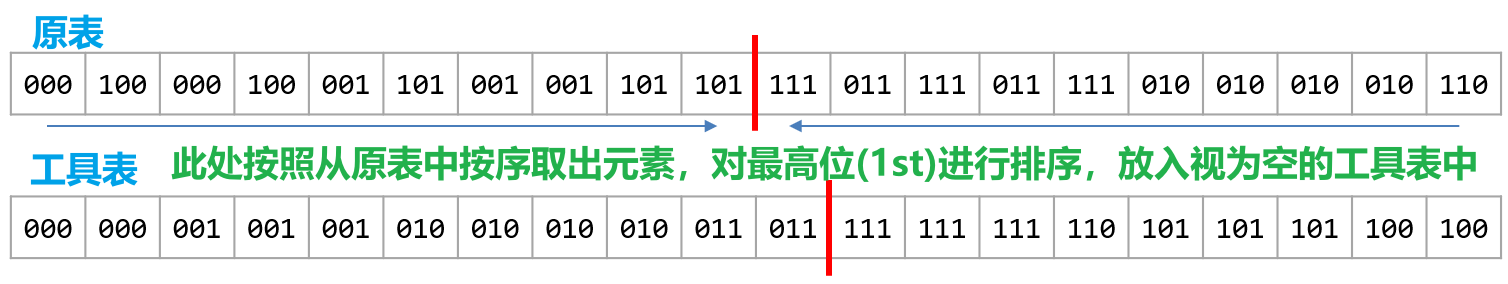 原表
000 100 000 100 001 101 001 001 101 101 111 011 111 011 111 010 010 010 010 110
工具表 此处按照从原表中按序取出元素，对最高位(1st)进行排序，放入视为空的工具表中
000 000 001 001 001 010 010 010 010 011 011 111 111 111 110 101 101 101 100 100